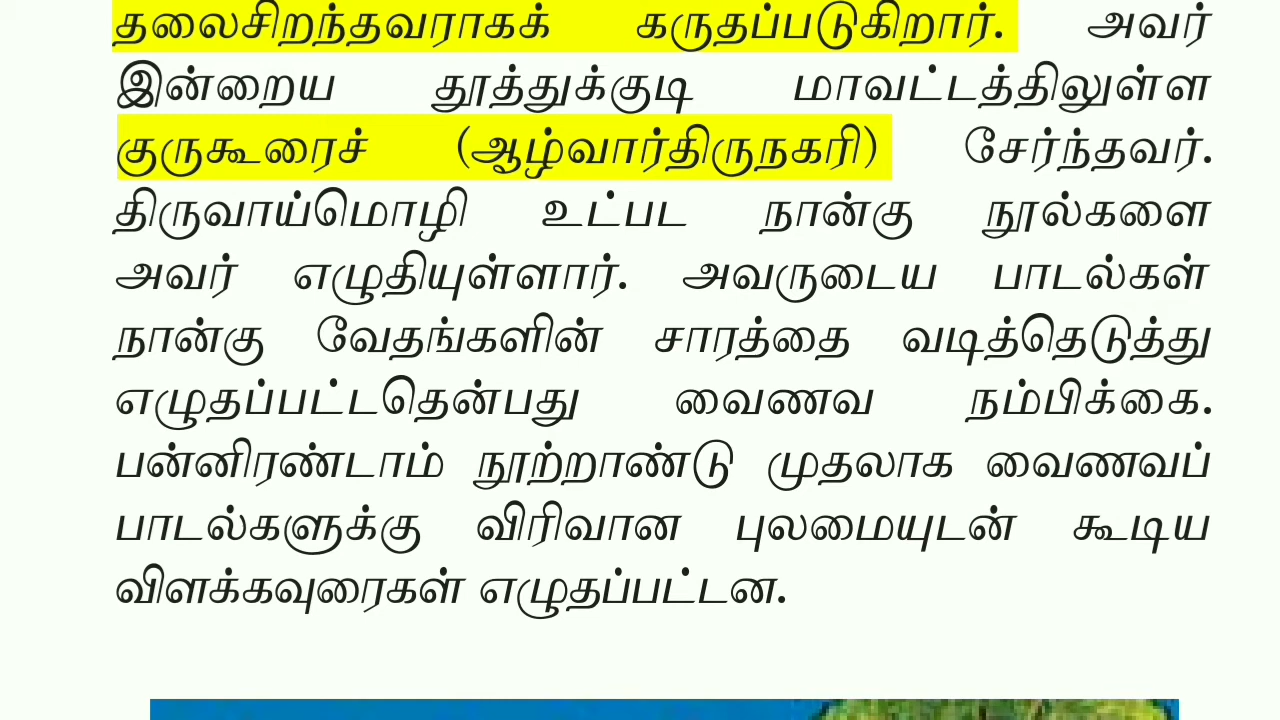 தலைசிறந்தவராகக் கருதப்படுகிறார். அவர்
இன்றைய தூத்துக்குடி மாவட்டத்திலுள்ள
குருகூரைச் (ஆழ்வார்திருநகரி) சேர்ந்தவர்.
திருவாய்மொழி உட்பட நான்கு நூல்களை
அவர் எழுதியுள்ளார். அவருடைய பாடல்கள்
நான்கு வேதங்களின் சாரத்தை வடித்தெடுத்து
எழுதப்பட்டதென்பது வைணவ நம்பிக்கை.
பன்னிரண்டாம் நூற்றாண்டு முதலாக வைணவப்
பாடல்களுக்கு விரிவான புலமையுடன் கூடிய
விளக்கவுரைகள் எழுதப்பட்டன.